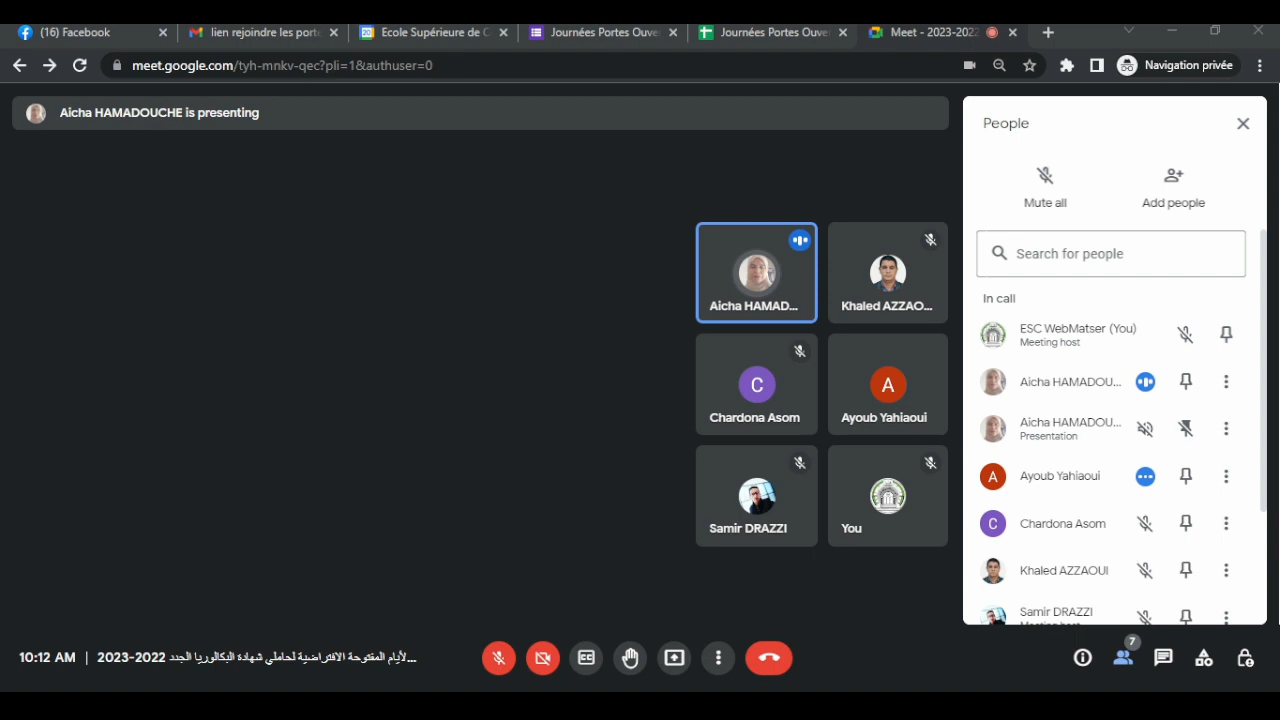 (16) Facebook
lien rejoindre les porte
Ecole Supérieure de C
Journées Portes Ouve
Journées Portes Ouve
Meet - 2023-2022
meet.google.com/tyh-mnkv-qec?pli=1&authuser=0
Navigation privée
Aicha HAMADOUCHE is presenting
People
Mute all
Add people
Search for people
In call
ESC WebMatser (You)
Meeting host
Aicha HAMADOU...
Aicha HAMADOU...
Presentation
Ayoub Yahiaoui
Chardona Asom
Khaled AZZAOUI
Samir DRAZZI
Meeting host
Aicha HAMAD...
Khaled AZZAO...
C
Chardona Asom
A
Ayoub Yahiaoui
Samir DRAZZI
You
A
C
10:12 AM | لأيام المفتوحة الافتراضية لحاملي شهادة البكالوريا الجدد 2022-2023...
7